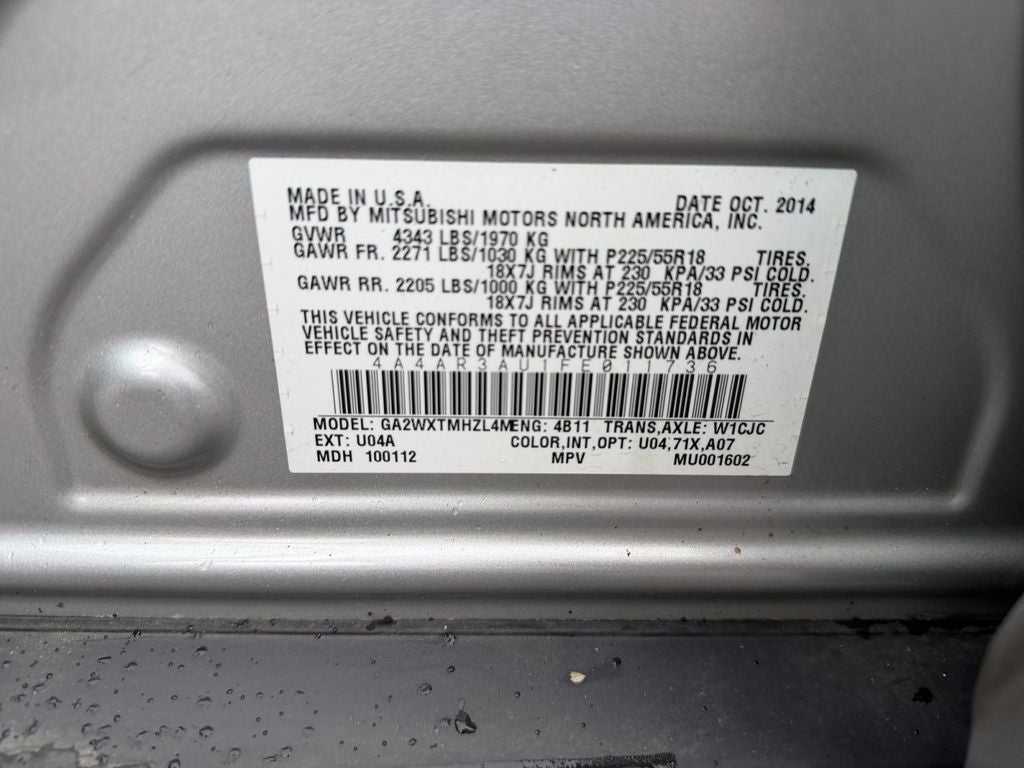 MADE IN U.S.A. DATE OCT. 2014
MFD BY MITSUBISHI MOTORS NORTH AMERICA, INC.
GVWR 4343 LBS/1970 KG
GAWR FR. 2271 LBS/1030 KG WITH P225/55R18 TIRES.
18X7J RIMS AT 230 KPA/33 PSI COLD.
GAWR RR. 2205 LBS/1000 KG WITH P225/55R18 TIRES.
18X7J RIMS AT 230 KPA/33 PSI COLD.
THIS VEHICLE CONFORMS TO ALL APPLICABLE FEDERAL MOTOR
VEHICLE SAFETY AND THEFT PREVENTION STANDARDS IN
EFFECT ON THE DATE OF MANUFACTURE SHOWN ABOVE.
4A4AR3AU1FE011736
MODEL: GA2WXTMHZL4M ENG: 4B11 TRANS,AXLE: W1CJC
EXT: U04A COLOR,INT,OPT: U04,71X,A07
MDH 100112 MPV MU001602